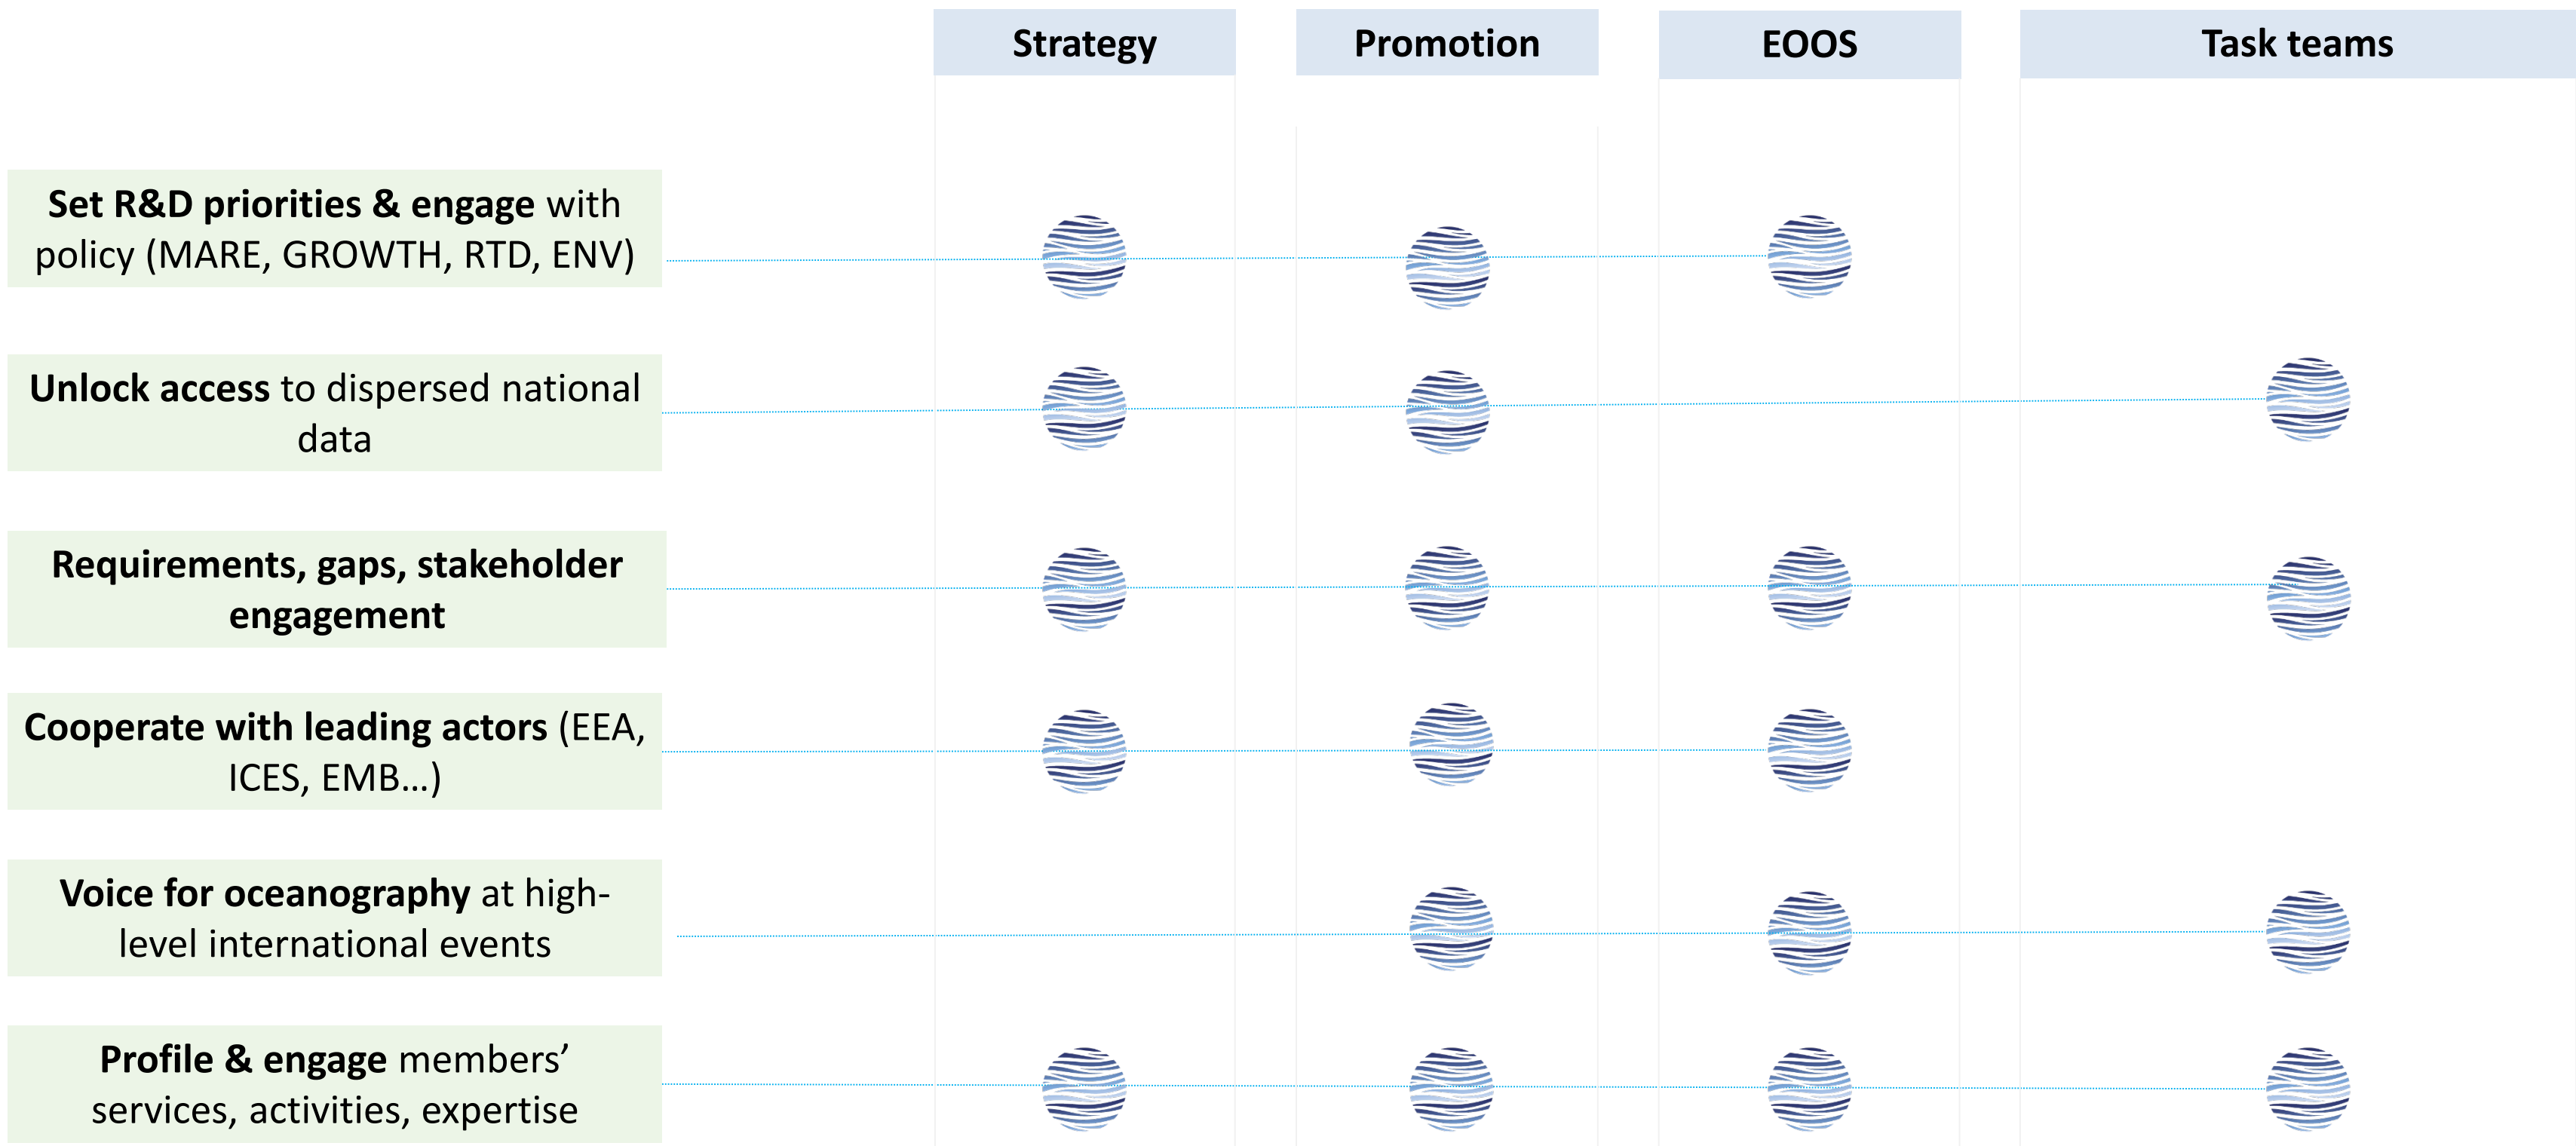 Strategy
Promotion
EOOS
Task teams
Set R&D priorities & engage with
policy (MARE, GROWTH, RTD, ENV)
Unlock access to dispersed national
data
Requirements, gaps, stakeholder
engagement
Cooperate with leading actors (EEA,
ICES, EMB…)
Voice for oceanography at high-
level international events
Profile & engage members’
services, activities, expertise